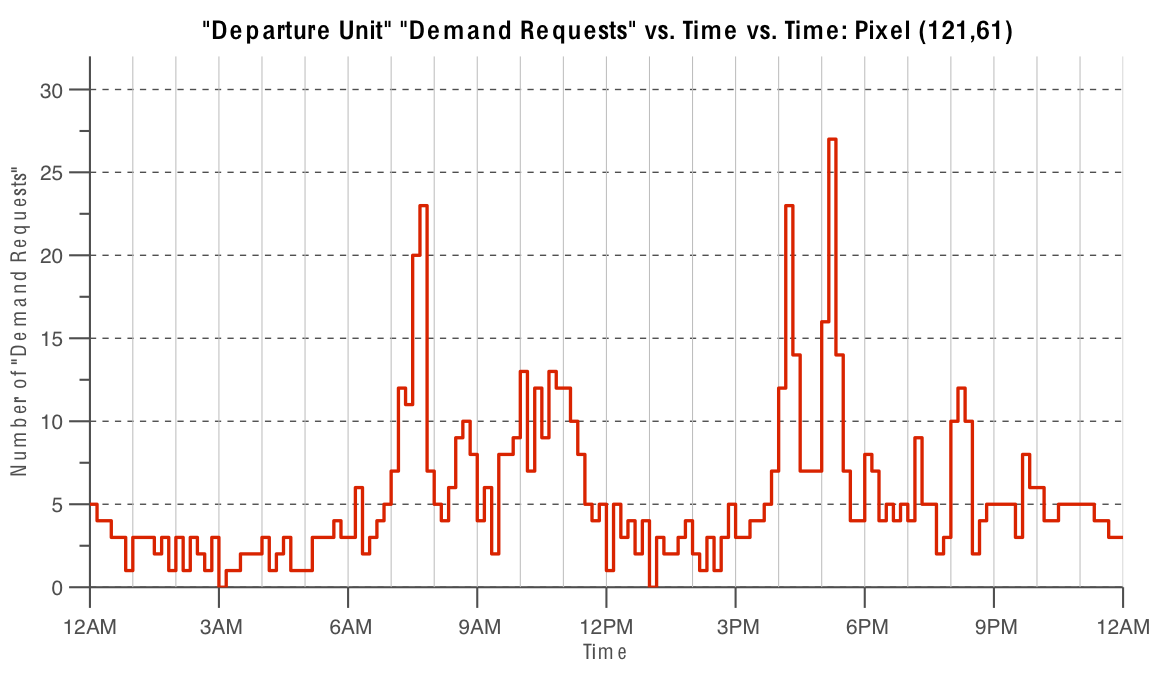 "Departure Unit" "Demand Requests" vs. Time vs. Time: Pixel (121,61)
Number of "Demand Requests"
30
25
20
15
10
5
0
12AM 3AM 6AM 9AM 12PM 3PM 6PM 9PM 12AM
Time